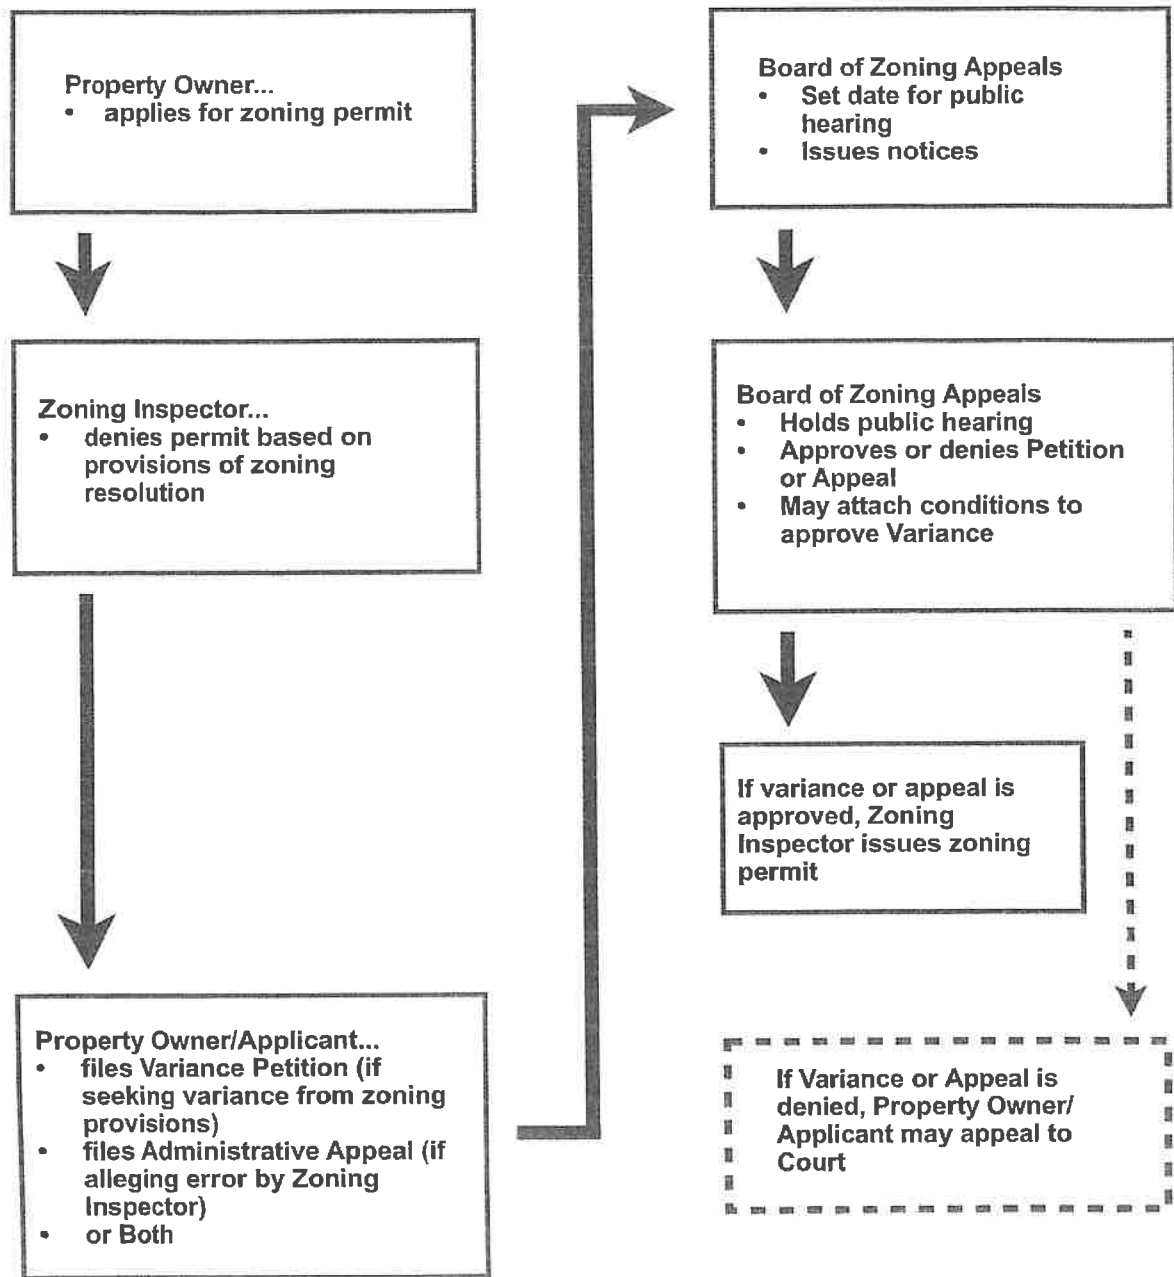 Property Owner...
• applies for zoning permit
Zoning Inspector...
• denies permit based on
provisions of zoning
resolution
Property Owner/Applicant...
• files Variance Petition (if
seeking variance from zoning
provisions)
• files Administrative Appeal (if
alleging error by Zoning
Inspector)
• or Both
Board of Zoning Appeals
• Set date for public
hearing
• Issues notices
Board of Zoning Appeals
• Holds public hearing
• Approves or denies Petition
or Appeal
• May attach conditions to
approve Variance
If variance or appeal is
approved, Zoning
Inspector issues zoning
permit
If Variance or Appeal is
denied, Property Owner/
Applicant may appeal to
Court